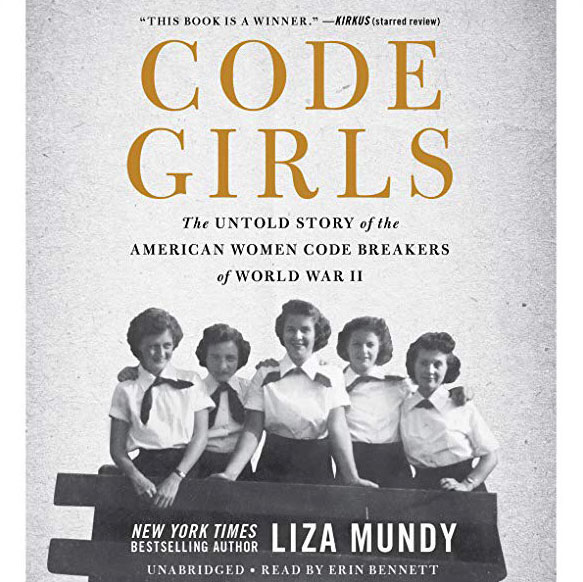 "THIS BOOK IS A WINNER." —KIRKUS (starred review)
CODE
GIRLS
The UNTOLD STORY of the
AMERICAN WOMEN CODE BREAKERS
of WORLD WAR II
NEW YORK TIMES
BESTSELLING AUTHOR LIZA MUNDY
UNABRIDGED • READ BY ERIN BENNETT